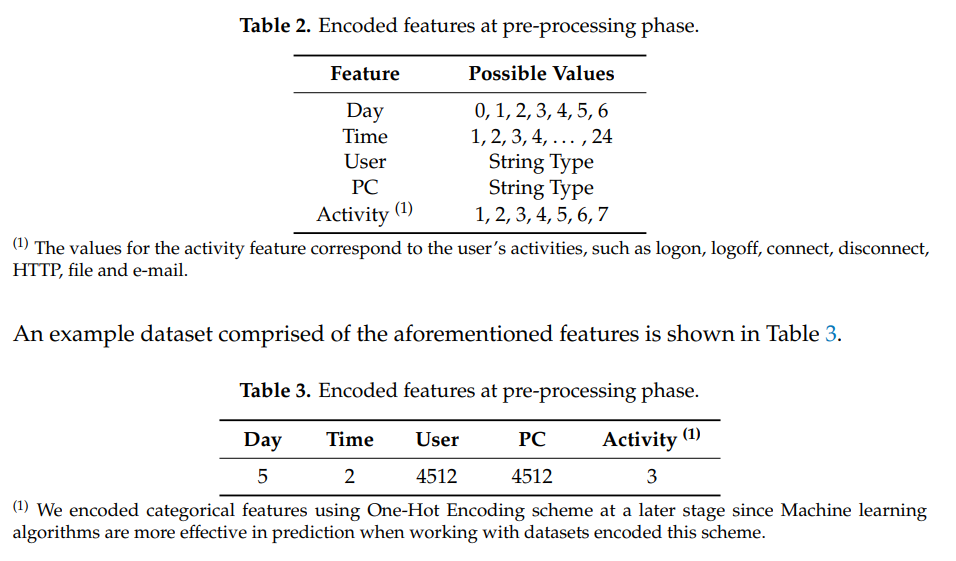 Table 2. Encoded features at pre-processing phase.
Feature Possible Values
Day 0, 1, 2, 3, 4, 5, 6
Time 1, 2, 3, 4, . . . , 24
User String Type
PC String Type
Activity (1) 1, 2, 3, 4, 5, 6, 7
(1) The values for the activity feature correspond to the user’s activities, such as logon, logoff, connect, disconnect,
HTTP, file and e-mail.
An example dataset comprised of the aforementioned features is shown in Table 3.
Table 3. Encoded features at pre-processing phase.
Day Time User PC Activity (1)
5 2 4512 4512 3
(1) We encoded categorical features using One-Hot Encoding scheme at a later stage since Machine learning
algorithms are more effective in prediction when working with datasets encoded this scheme.